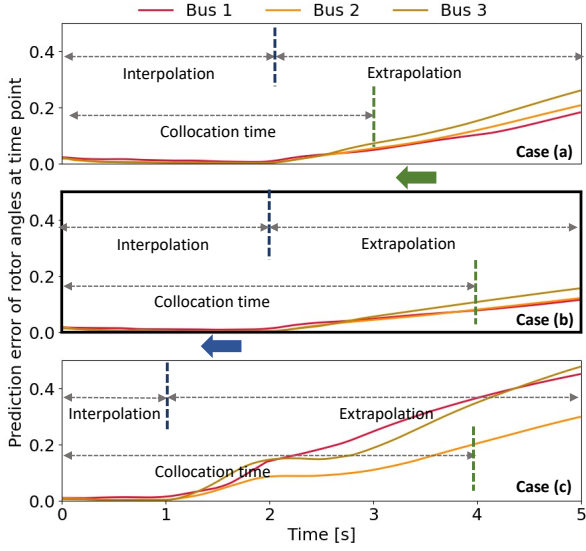 Bus 1 Bus 2 Bus 3
Prediction error of rotor angles at time point
0.4
Interpolation Extrapolation
0.2
Collocation time
0.0
Case (a)
0.4
Interpolation Extrapolation
0.2
Collocation time
0.0
Case (b)
0.4
Interpolation Extrapolation
0.2
Collocation time
0.0
Case (c)
0 1 2 3 4 5
Time [s]